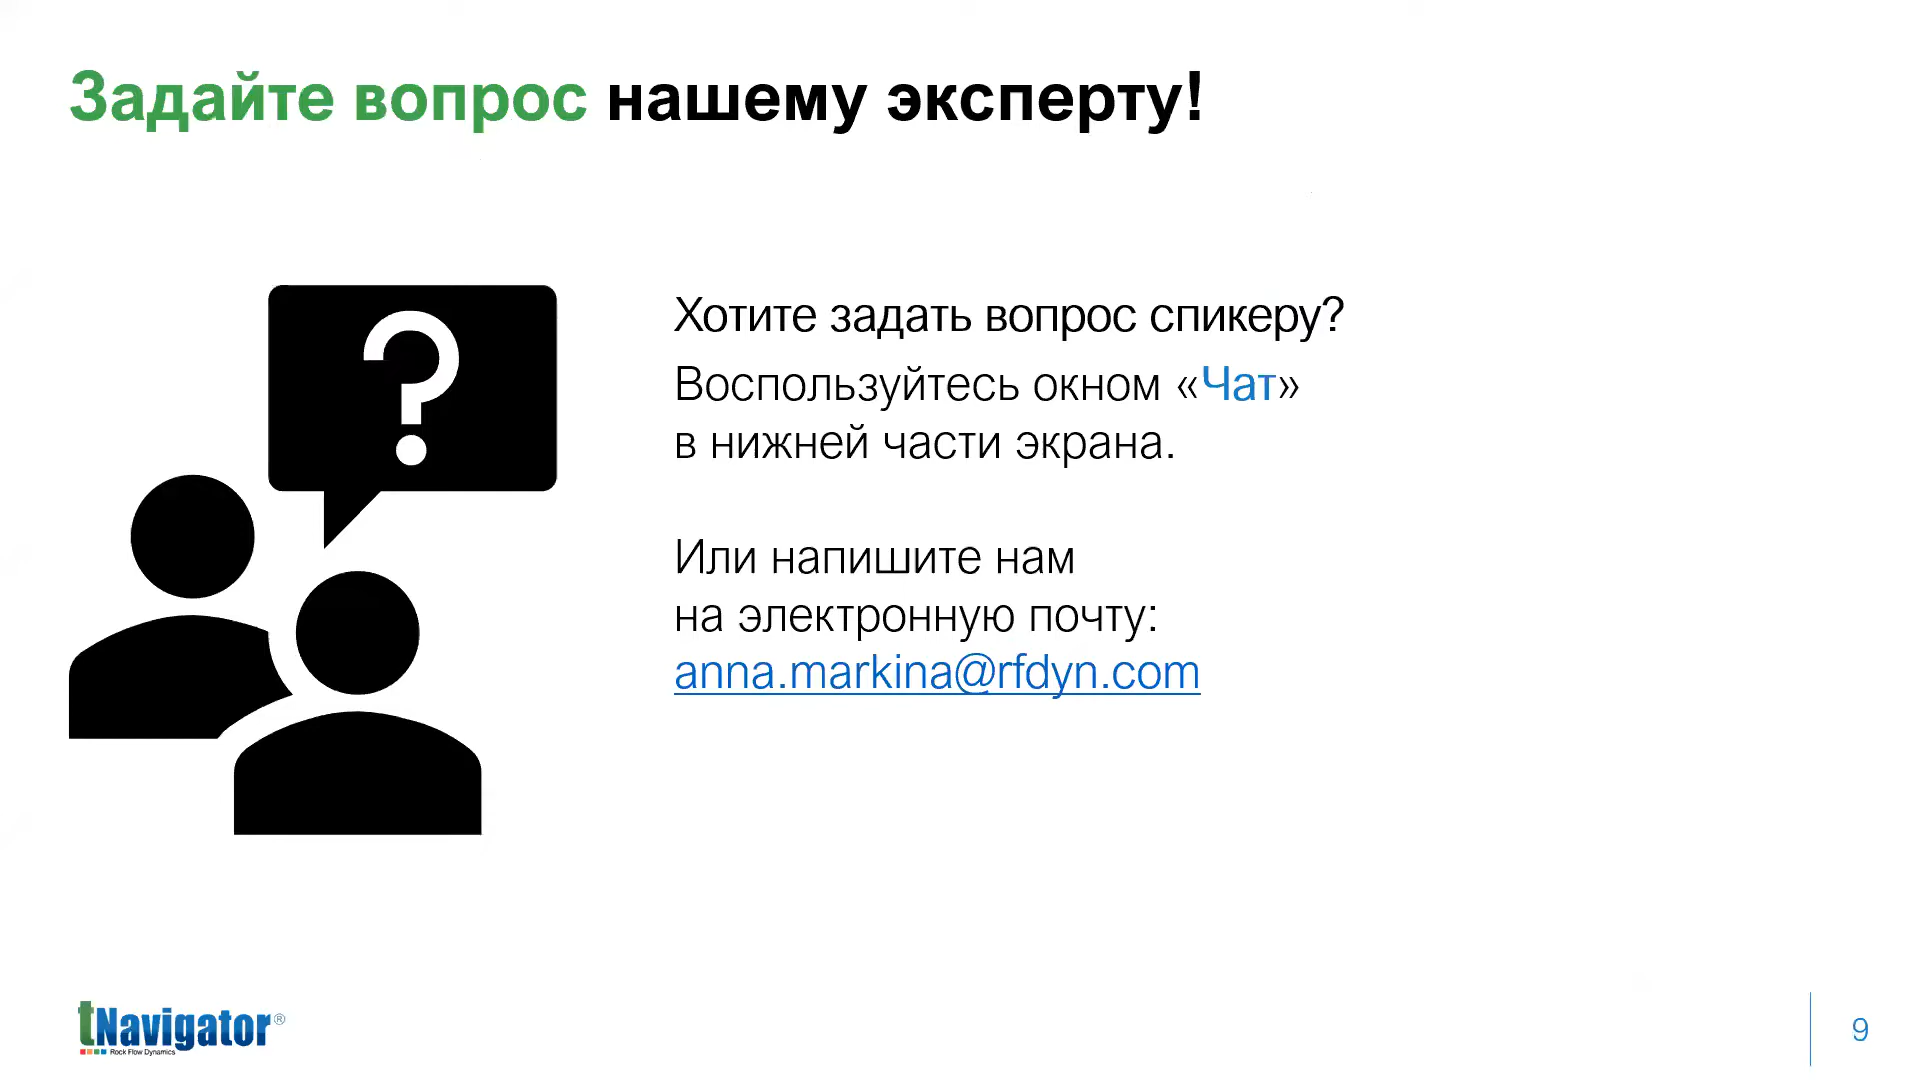 Задайте вопрос нашему эксперту!
?
Хотите задать вопрос спикеру?
Воспользуйтесь окном «Чат»
в нижней части экрана.
Или напишите нам
на электронную почту:
anna.markina@rfdyn.com
tNavigator®
Rock Flow Dynamics
9